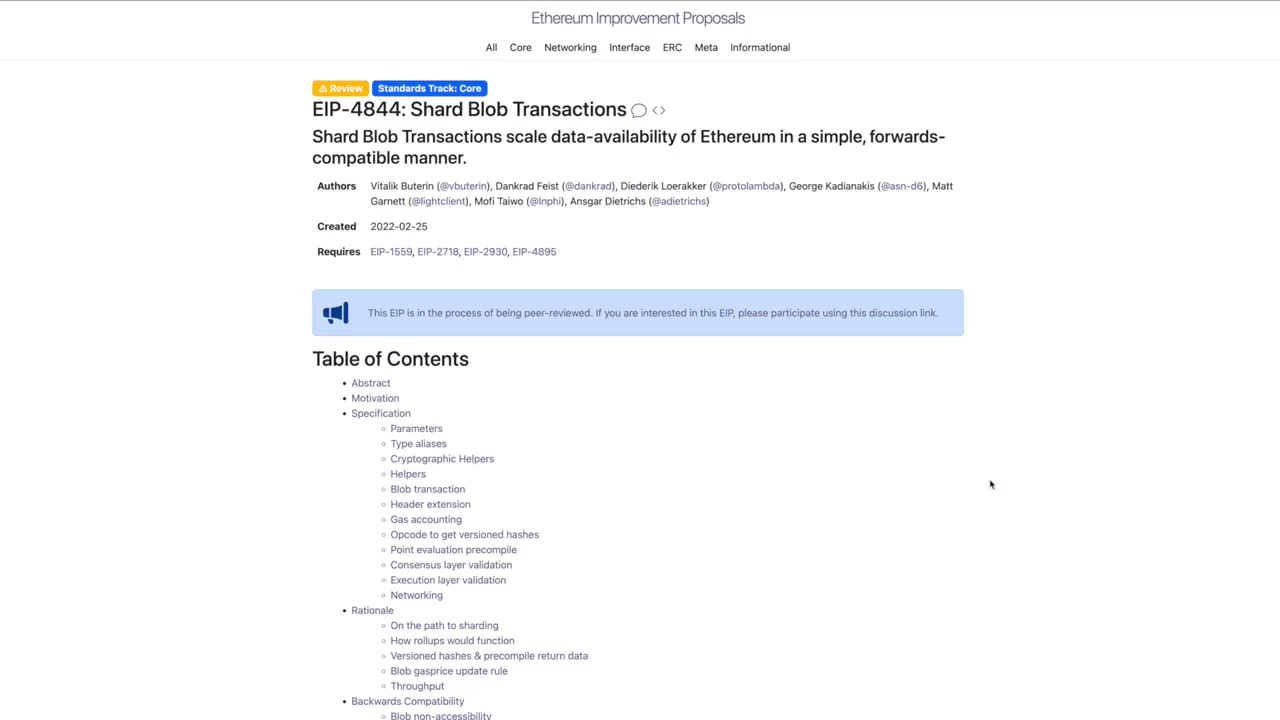 Ethereum Improvement Proposals
All Core Networking Interface ERC Meta Informational
⚠ Review Standards Track: Core
EIP-4844: Shard Blob Transactions
Shard Blob Transactions scale data-availability of Ethereum in a simple, forwards-
compatible manner.
Authors Vitalik Buterin (@vbuterin), Dankrad Feist (@dankrad), Diederik Loerakker (@protolambda), George Kadianakis (@asn-d6), Matt
Garnett (@lightclient), Mofi Taiwo (@Inphi), Ansgar Dietrichs (@adietrichs)
Created 2022-02-25
Requires EIP-1559, EIP-2718, EIP-2930, EIP-4895
This EIP is in the process of being peer-reviewed. If you are interested in this EIP, please participate using this discussion link.
Table of Contents
Abstract
Motivation
Specification
Parameters
Type aliases
Cryptographic Helpers
Helpers
Blob transaction
Header extension
Gas accounting
Opcode to get versioned hashes
Point evaluation precompile
Consensus layer validation
Execution layer validation
Networking
Rationale
On the path to sharding
How rollups would function
Versioned hashes & precompile return data
Blob gasprice update rule
Throughput
Backwards Compatibility
Blob non-accessibility